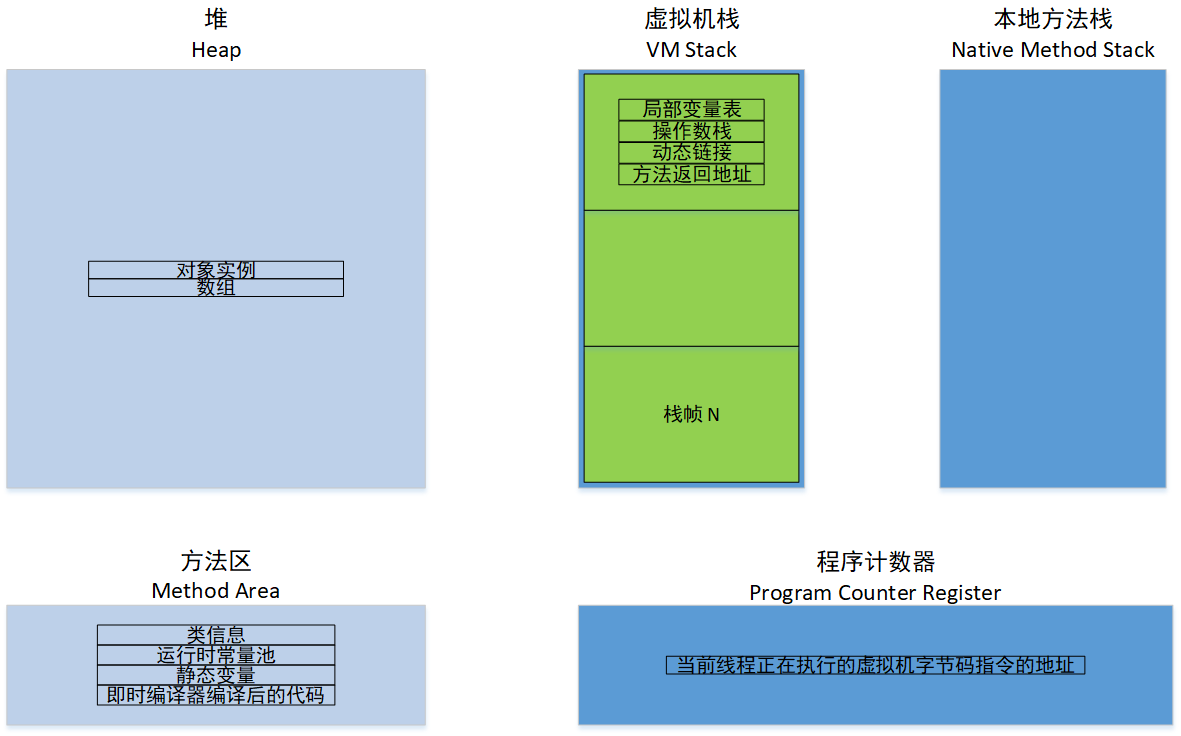 堆
Heap
对象实例
数组
虚拟机栈
VM Stack
局部变量表
操作数栈
动态链接
方法返回地址
栈帧 N
本地方法栈
Native Method Stack
方法区
Method Area
类信息
运行时常量池
静态变量
即时编译器编译后的代码
程序计数器
Program Counter Register
当前线程正在执行的虚拟机字节码指令的地址